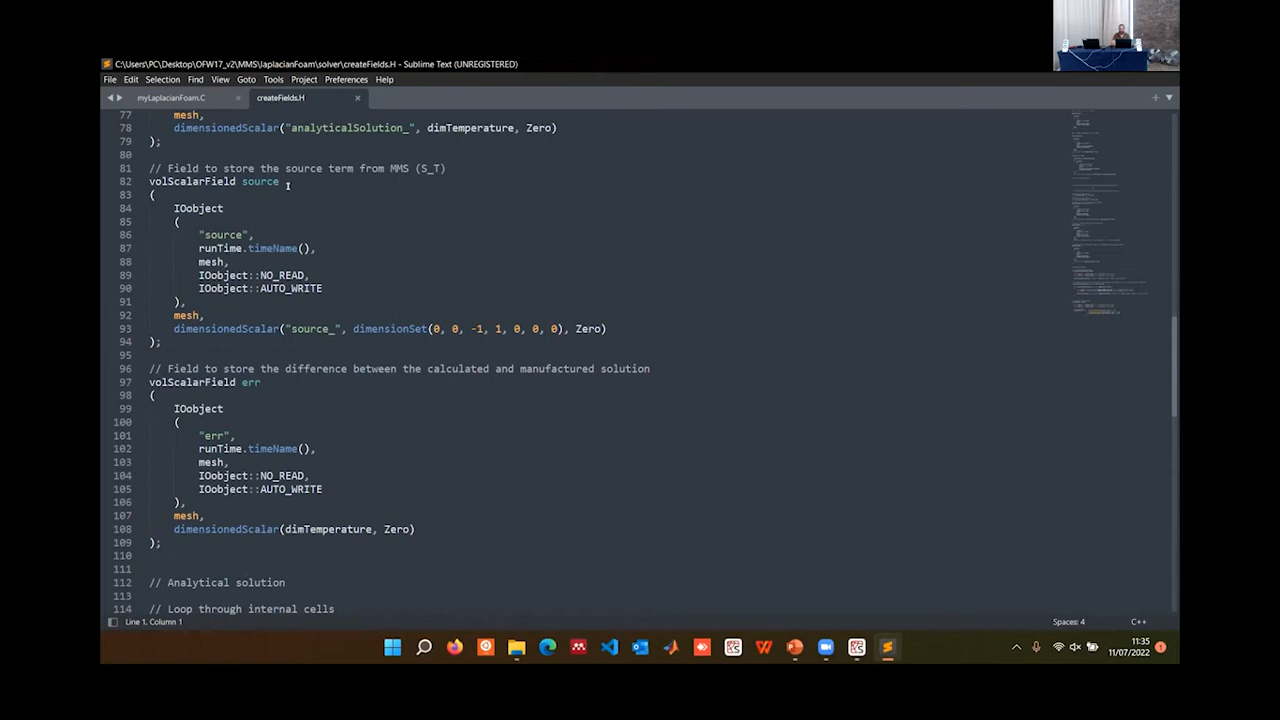 C:\Users\PC\Desktop\OFW17_v2\MMS\laplacianFoam\solver\createFields.H - Sublime Text (UNREGISTERED)
File Edit Selection Find View Goto Tools Project Preferences Help
myLaplacianFoam.C × createFields.H ×
77 mesh,
78 dimensionedScalar("analyticalSolution_", dimTemperature, Zero)
79 );
80
81 // Field to store the source term from MMS (S_T)
82 volScalarField source
83 (
84 IOobject
85 (
86 "source",
87 runTime.timeName(),
88 mesh,
89 IOobject::NO_READ,
90 IOobject::AUTO_WRITE
91 ),
92 mesh,
93 dimensionedScalar("source_", dimensionSet(0, 0, -1, 1, 0, 0, 0), Zero)
94 );
95
96 // Field to store the difference between the calculated and manufactured solution
97 volScalarField err
98 (
99 IOobject
100 (
101 "err",
102 runTime.timeName(),
103 mesh,
104 IOobject::NO_READ,
105 IOobject::AUTO_WRITE
106 ),
107 mesh,
108 dimensionedScalar(dimTemperature, Zero)
109 );
110
111
112 // Analytical solution
113
114 // Loop through internal cells
Line 1, Column 1 Spaces: 4 C++
11:35
11/07/2022 1